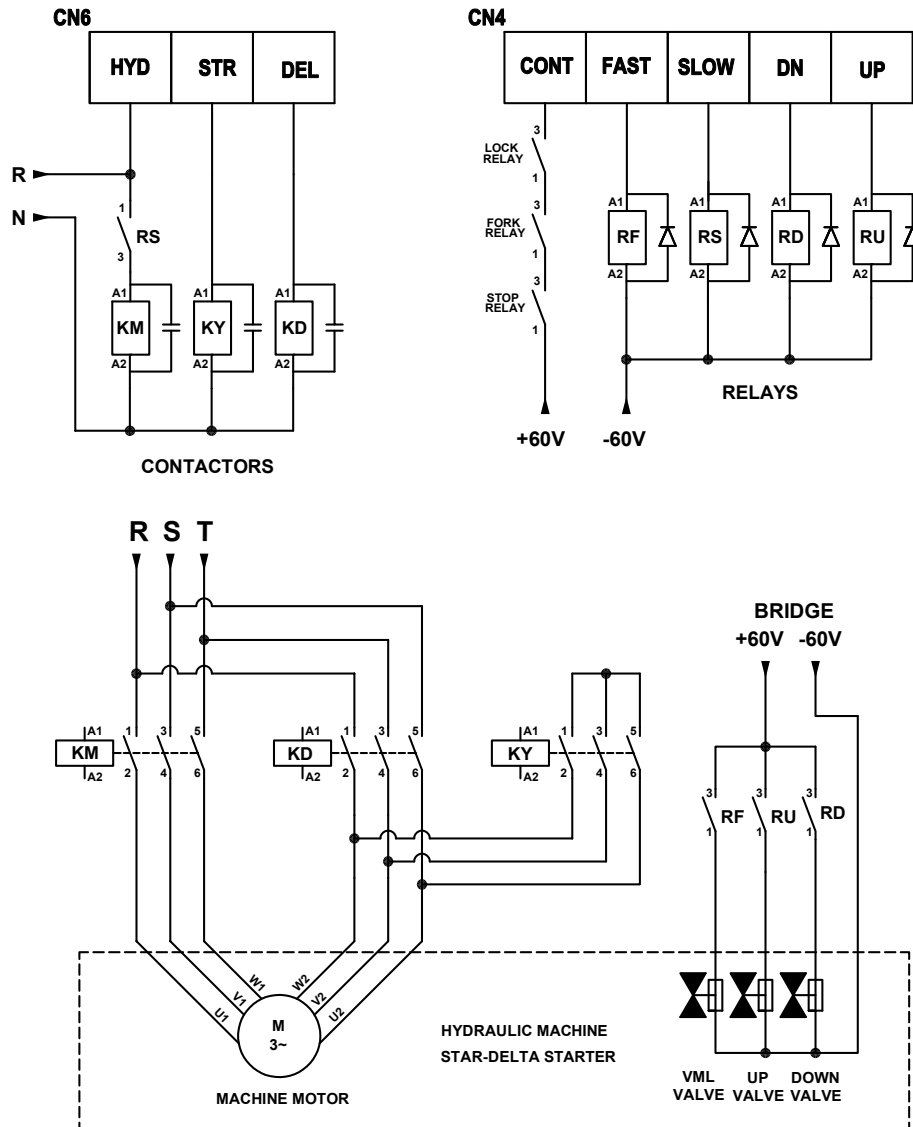 CN6
HYD STR DEL
R
N
1
RS
3
A1 A1 A1
KM KY KD
A2 A2 A2
CONTACTORS
CN4
CONT FAST SLOW DN UP
3
LOCK
RELAY
1
3
FORK
RELAY
1
3
STOP
RELAY
1
A1 A1 A1 A1
RF RS RD RU
A2 A2 A2 A2
RELAYS
+60V -60V
R S T
BRIDGE
+60V -60V
A1 1 3 5
KM
A2 2 4 6
A1 1 3 5
KD
A2 2 4 6
A1 1 3 5
KY
A2 2 4 6
3 3 3
RF RU RD
1 1 1
U1 V1 W1 W2 V2 U2
M
3~
MACHINE MOTOR
HYDRAULIC MACHINE
STAR-DELTA STARTER
VML
VALVE
UP
VALVE
DOWN
VALVE